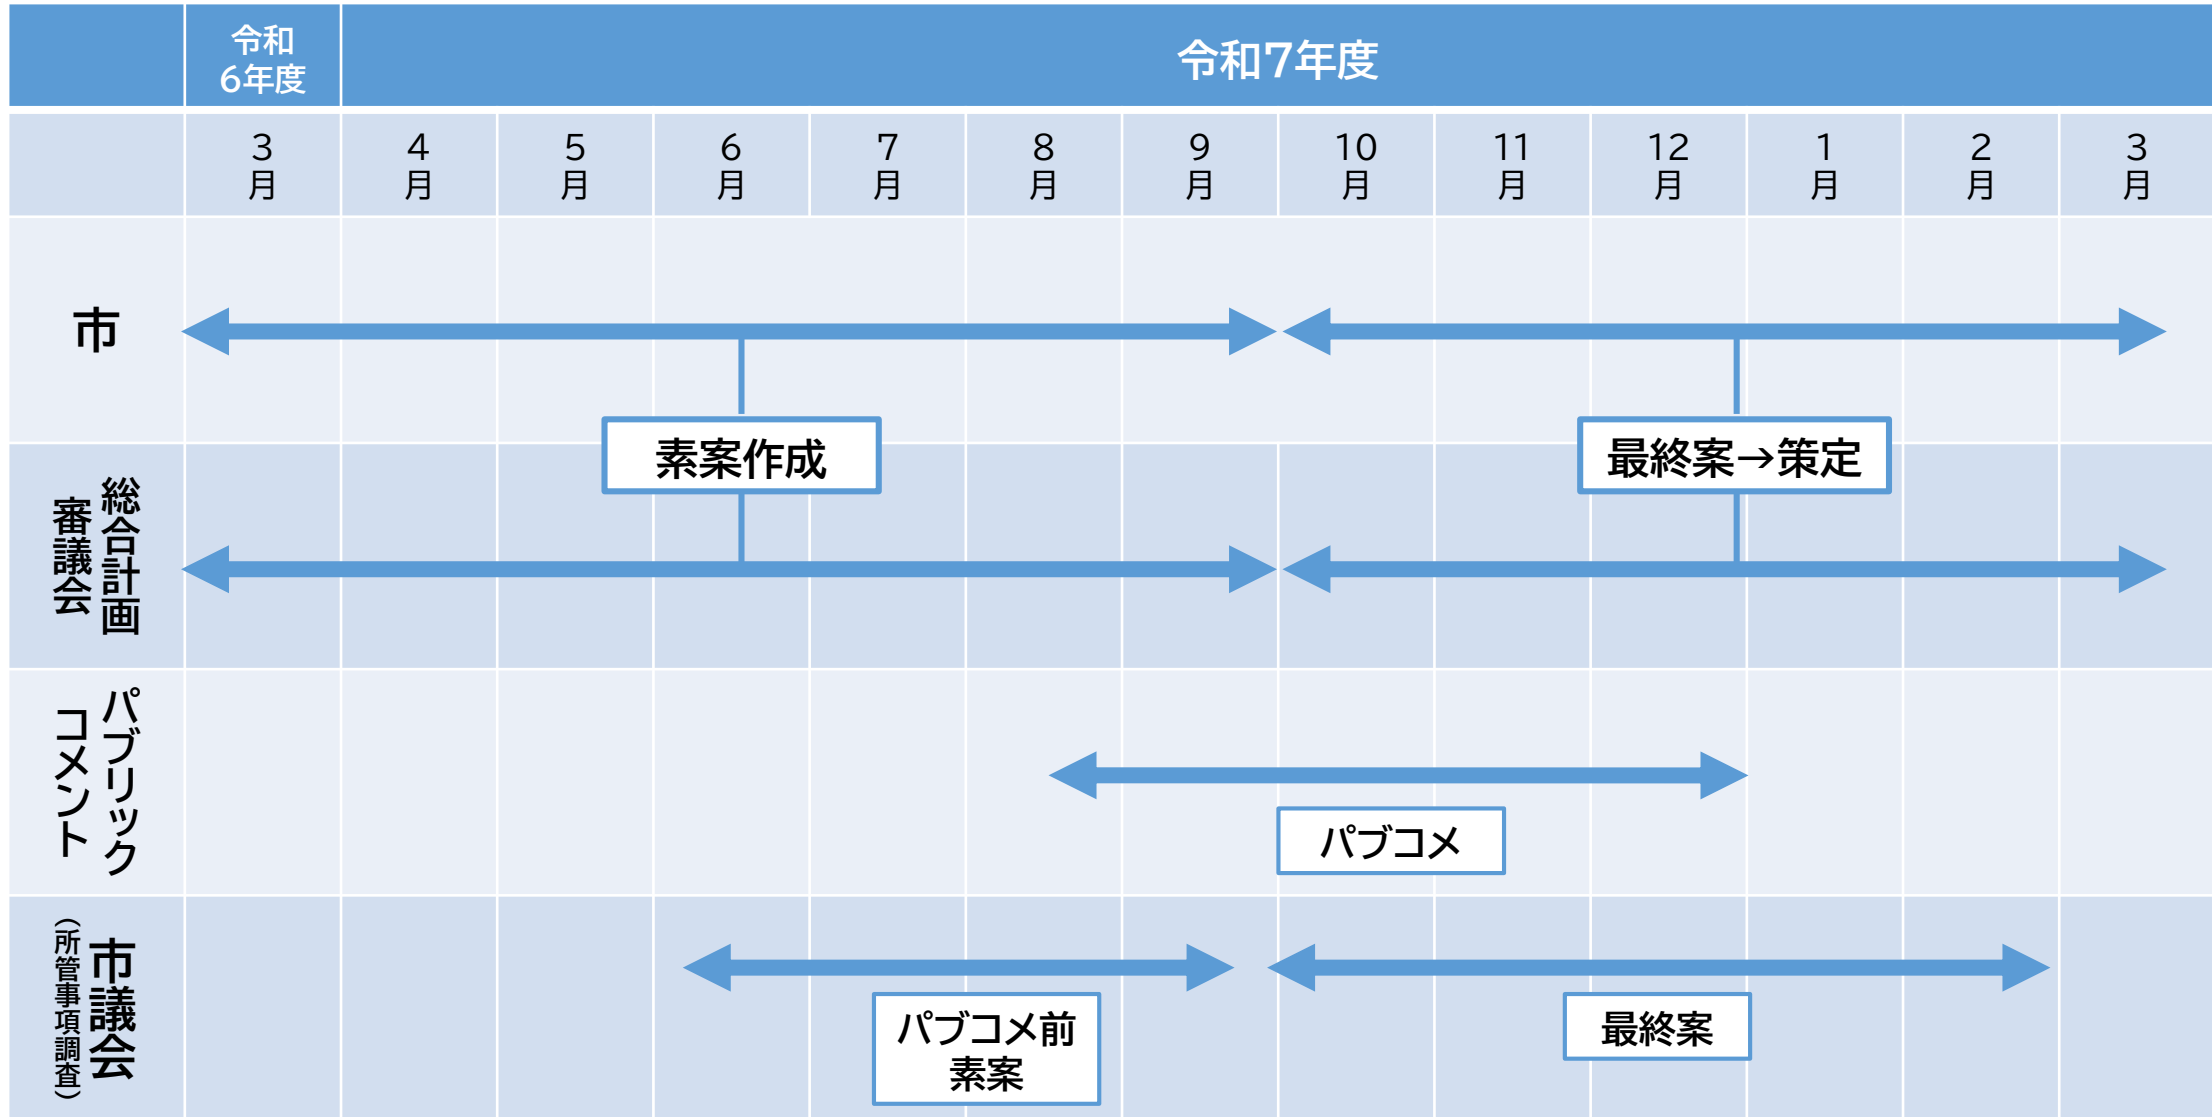 令和
6年度
令和7年度
3
月
4
月
5
月
6
月
7
月
8
月
9
月
10
月
11
月
12
月
1
月
2
月
3
月
市
素案作成
最終案→策定
総合計画
審議会
パブリック
コメント
パブコメ
市議会
（所管事項調査）
パブコメ前
素案
最終案